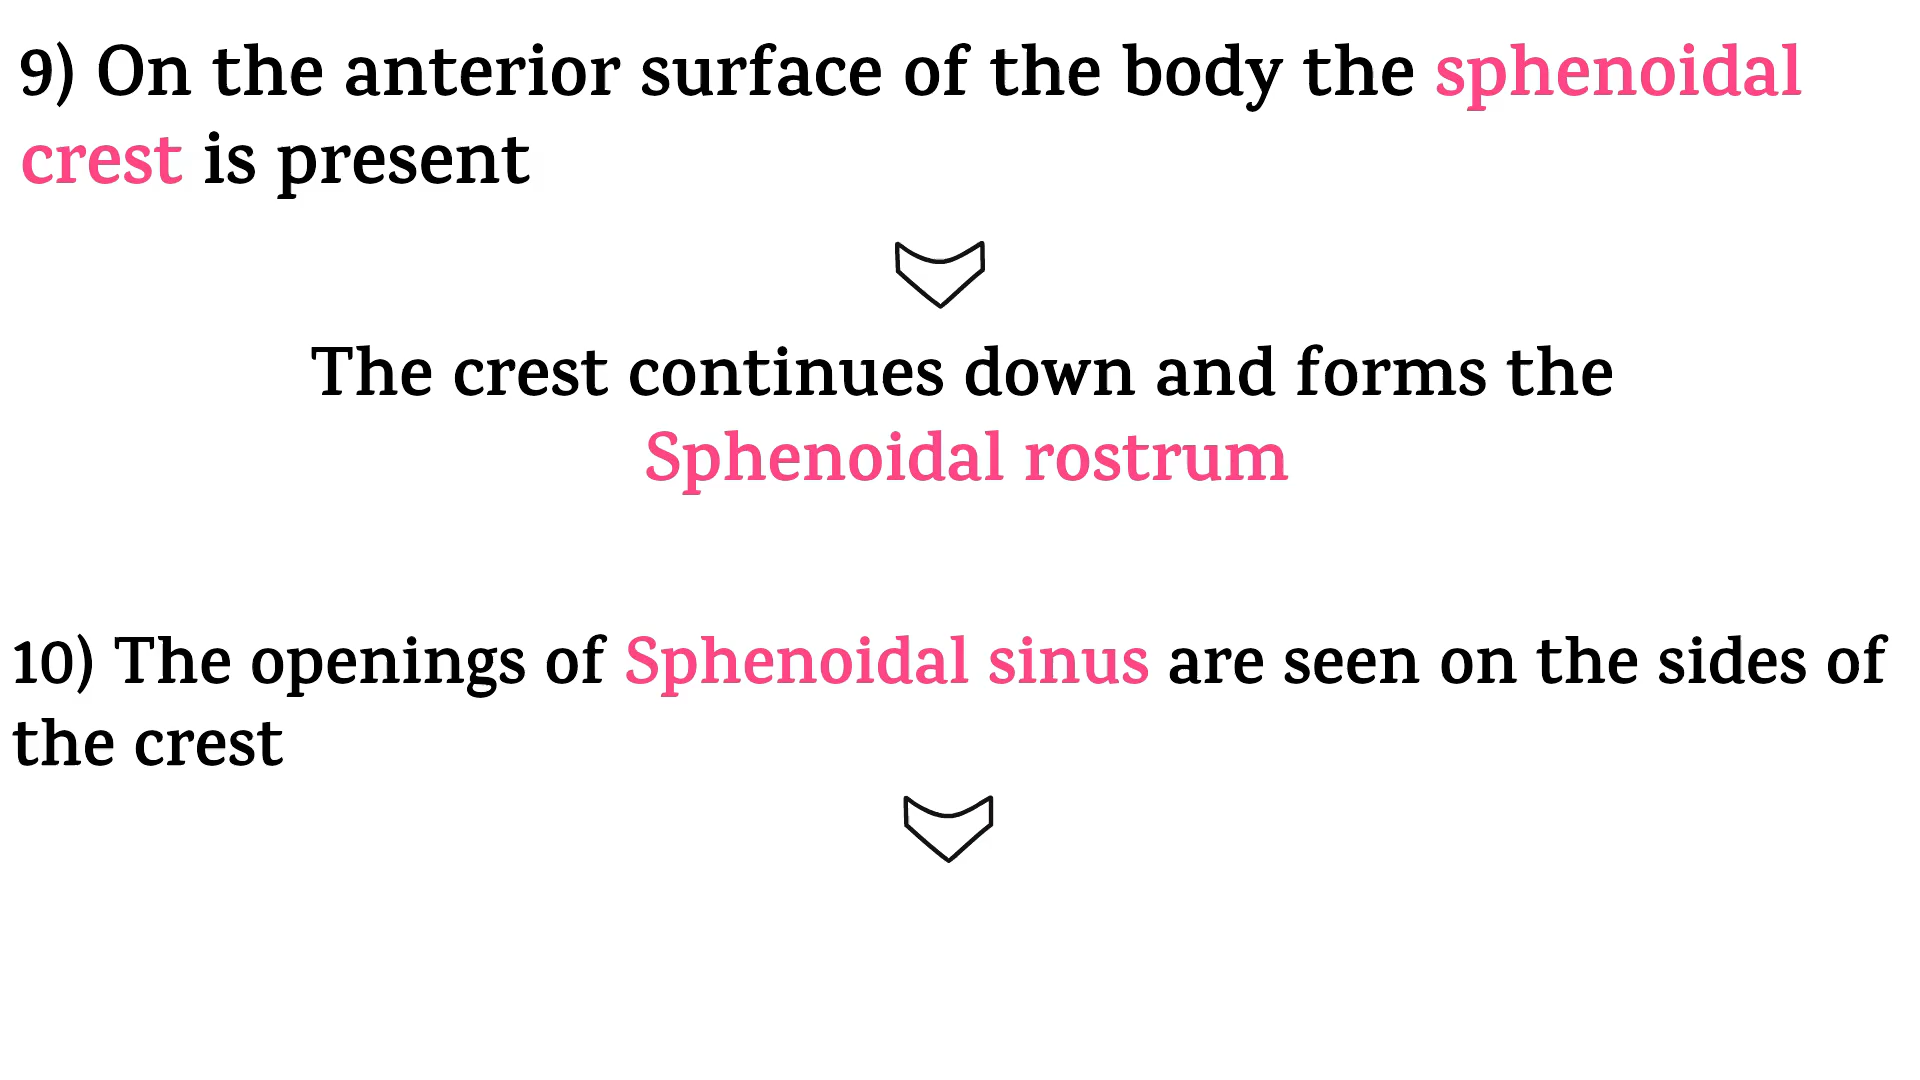 9) On the anterior surface of the body the sphenoidal
crest is present
The crest continues down and forms the
Sphenoidal rostrum
10) The openings of Sphenoidal sinus are seen on the sides of
the crest